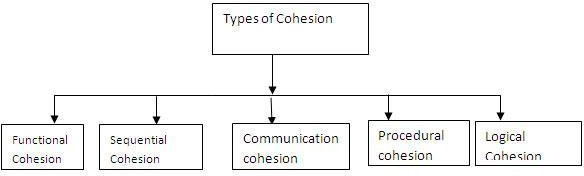 Types of Cohesion
Functional
Cohesion
Sequential
Cohesion
Communication
cohesion
Procedural
cohesion
Logical
Cohesion